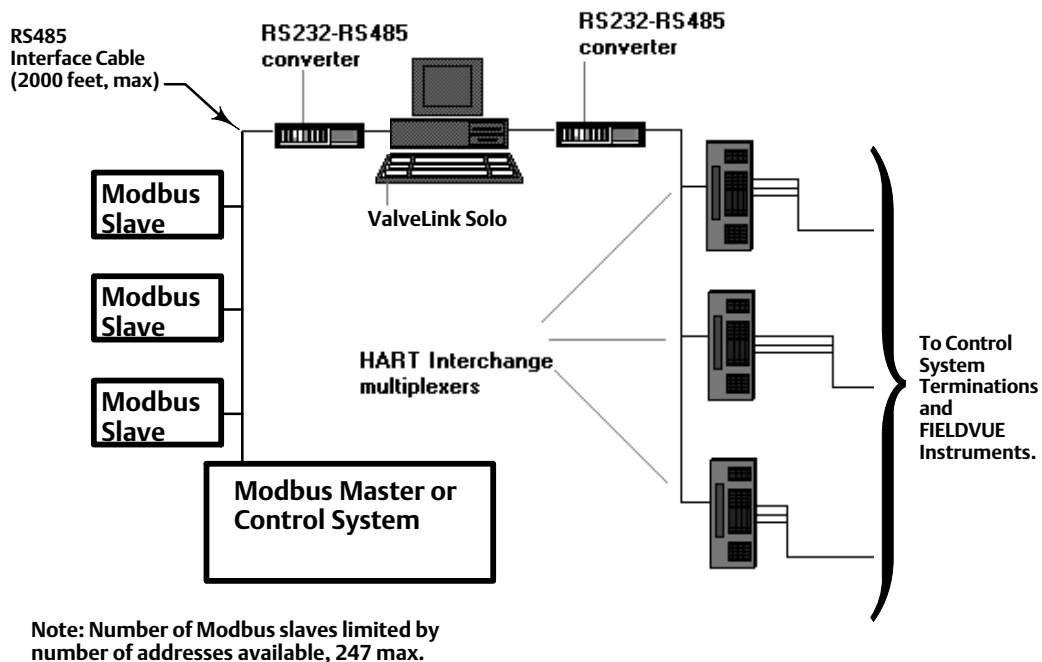 RS485
Interface Cable
(2000 feet, max)
RS232-RS485
converter
RS232-RS485
converter
ValveLink Solo
Modbus
Slave
Modbus
Slave
Modbus
Slave
HART Interchange
multiplexers
To Control
System
Terminations
and
FIELDVUE
Instruments.
Modbus Master or
Control System
Note: Number of Modbus slaves limited by
number of addresses available, 247 max.